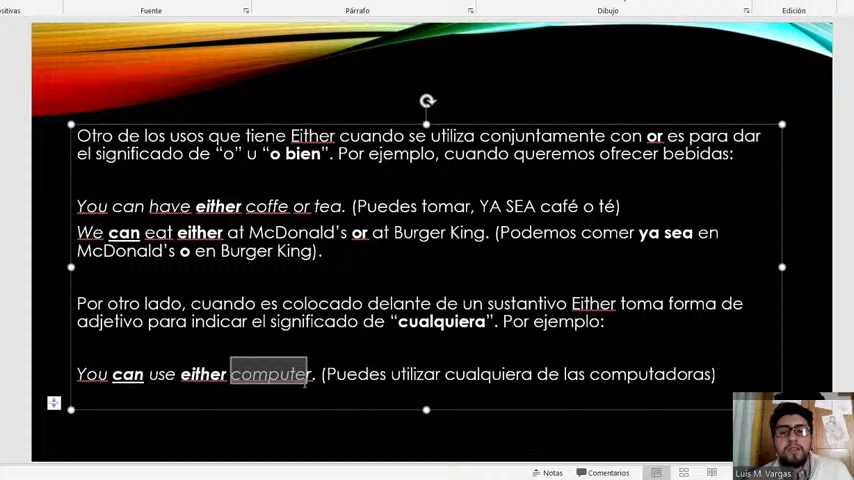 Fuente Párrafo Dibujo Edición
Otro de los usos que tiene Either cuando se utiliza conjuntamente con or es para dar
el significado de “o” u “o bien”. Por ejemplo, cuando queremos ofrecer bebidas:
You can have either coffe or tea. (Puedes tomar, YA SEA café o té)
We can eat either at McDonald’s or at Burger King. (Podemos comer ya sea en
McDonald’s o en Burger King).
Por otro lado, cuando es colocado delante de un sustantivo Either toma forma de
adjetivo para indicar el significado de “cualquiera”. Por ejemplo:
You can use either computer. (Puedes utilizar cualquiera de las computadoras)
Luis M. Vargas
Notas Comentarios